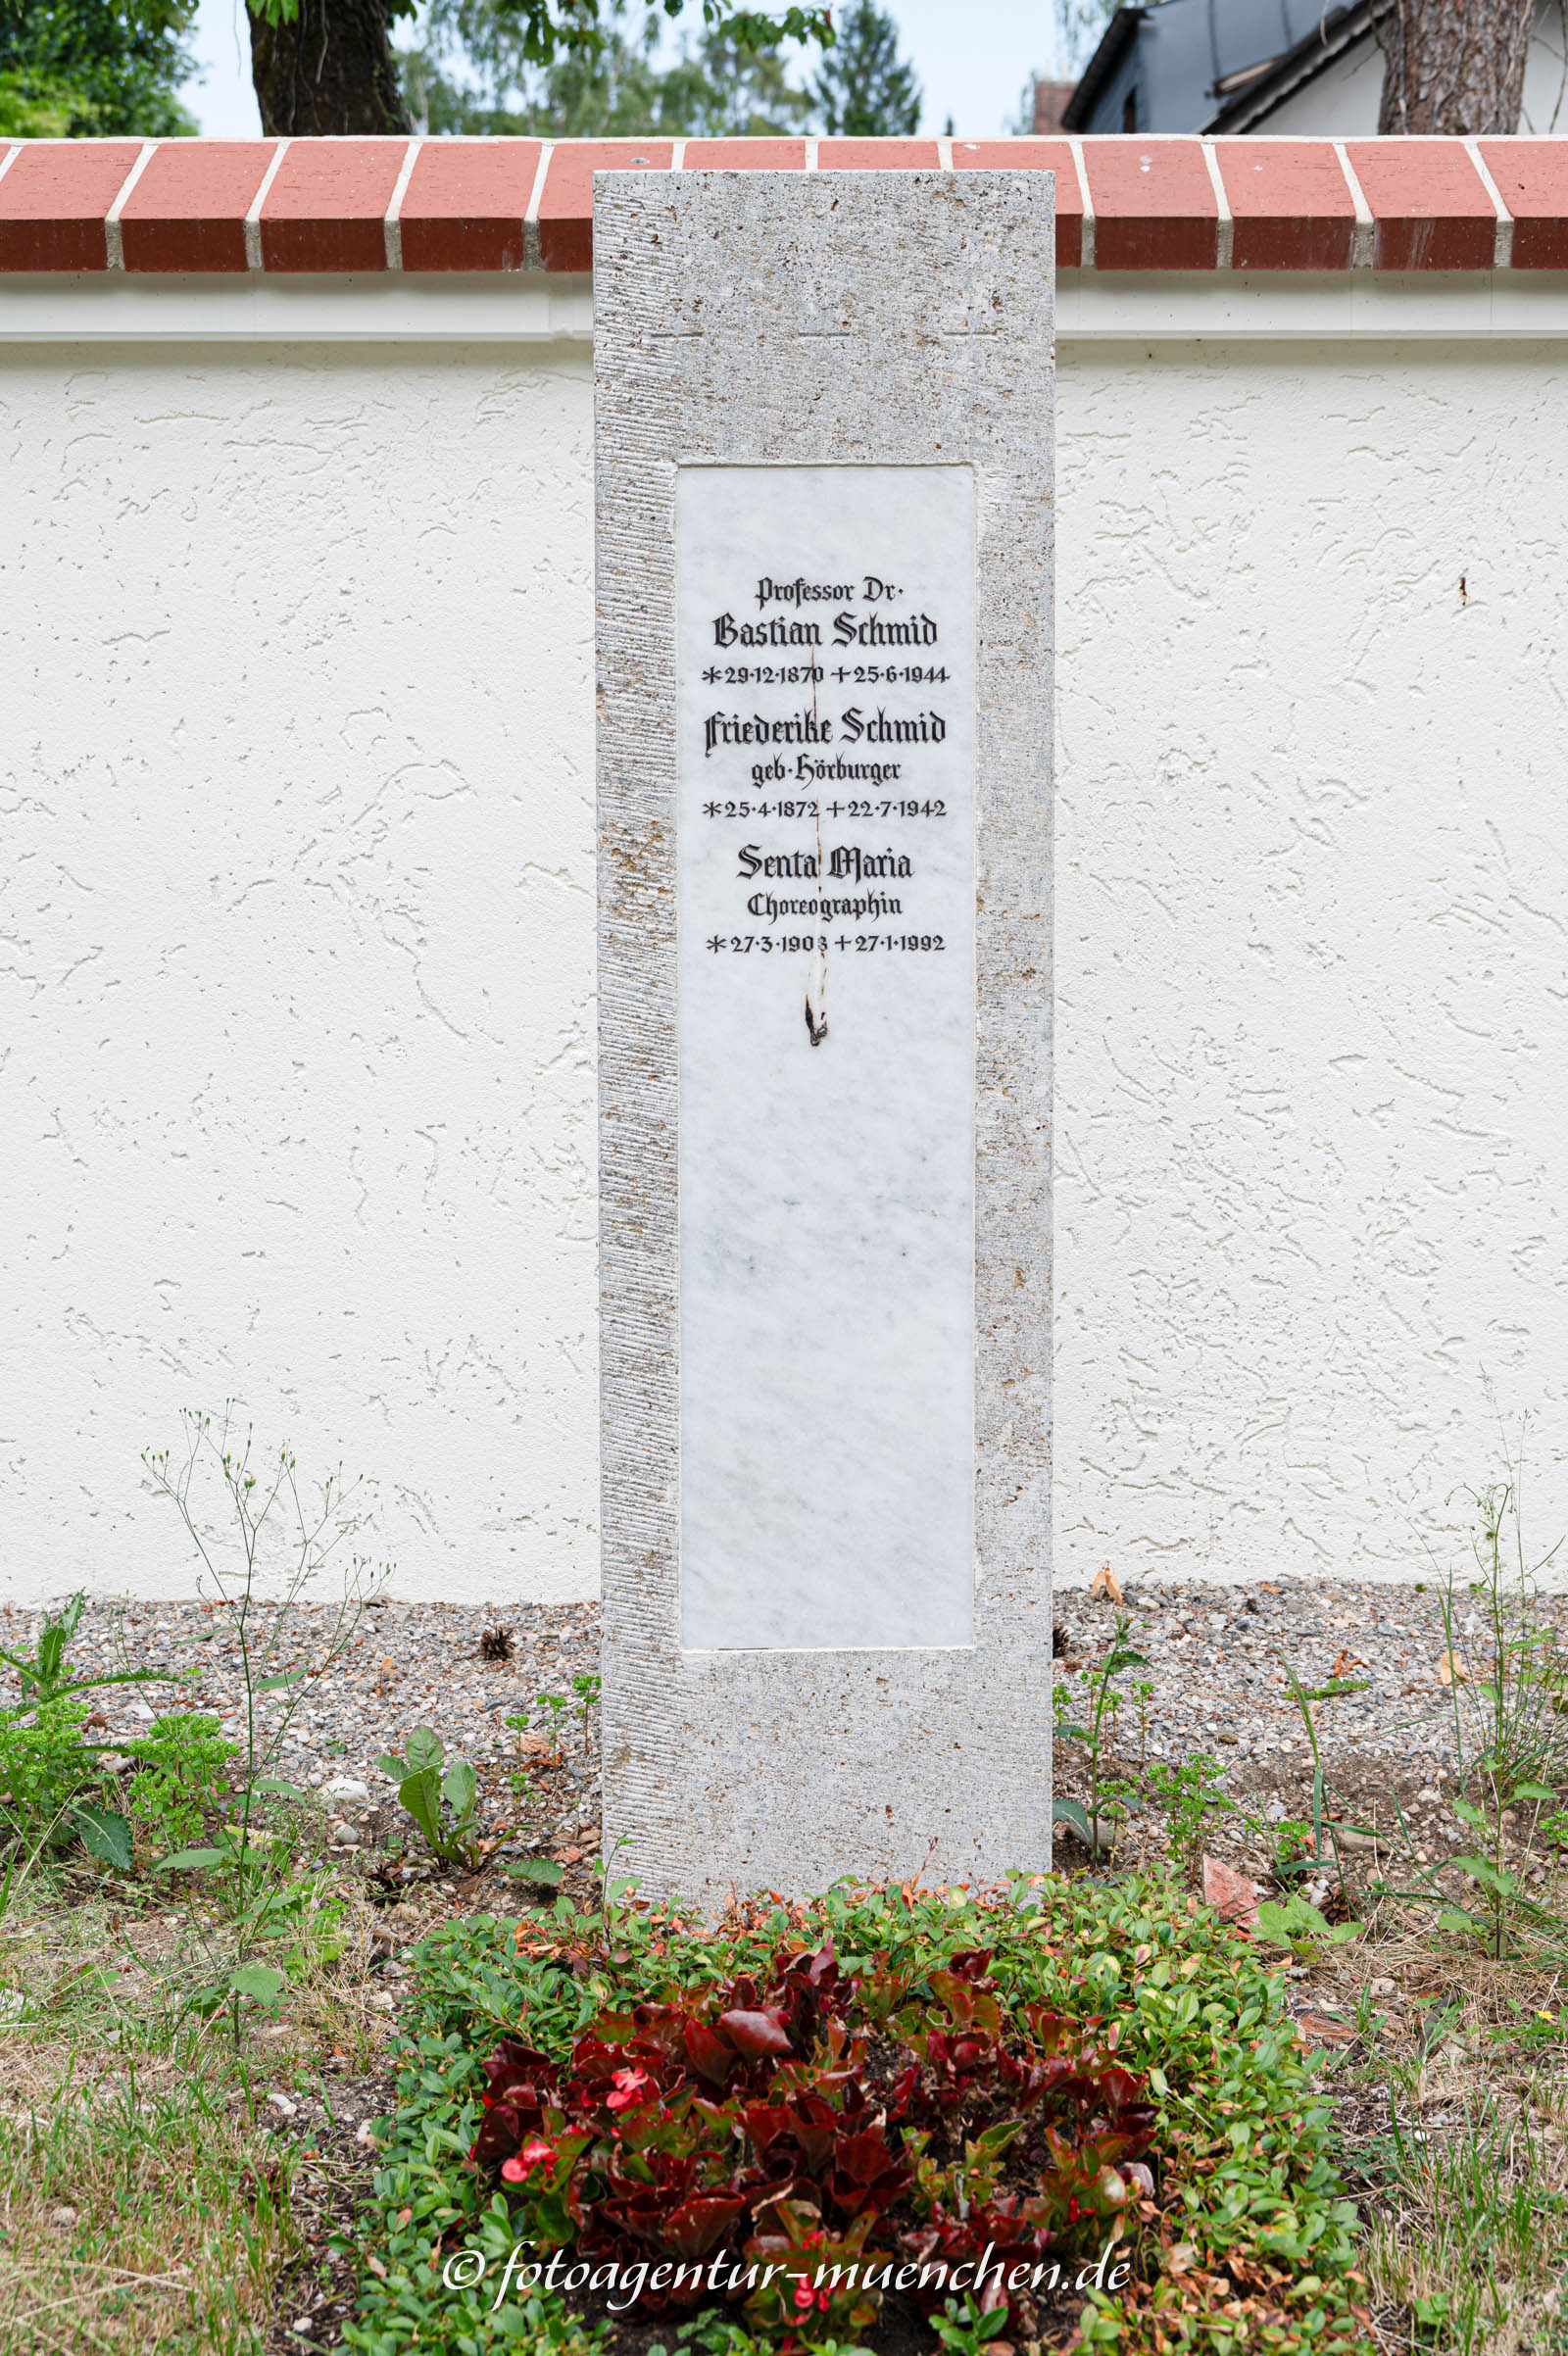 Professor Dr·
Bastian Schmid
*29·12·1870 +25·6·1944
Friederike Schmid
geb·Hörburger
*25·4·1872 +22·7·1942
Senta Maria
Choreographin
*27·3·1903 +27·1·1992
© fotoagentur-muenchen.de